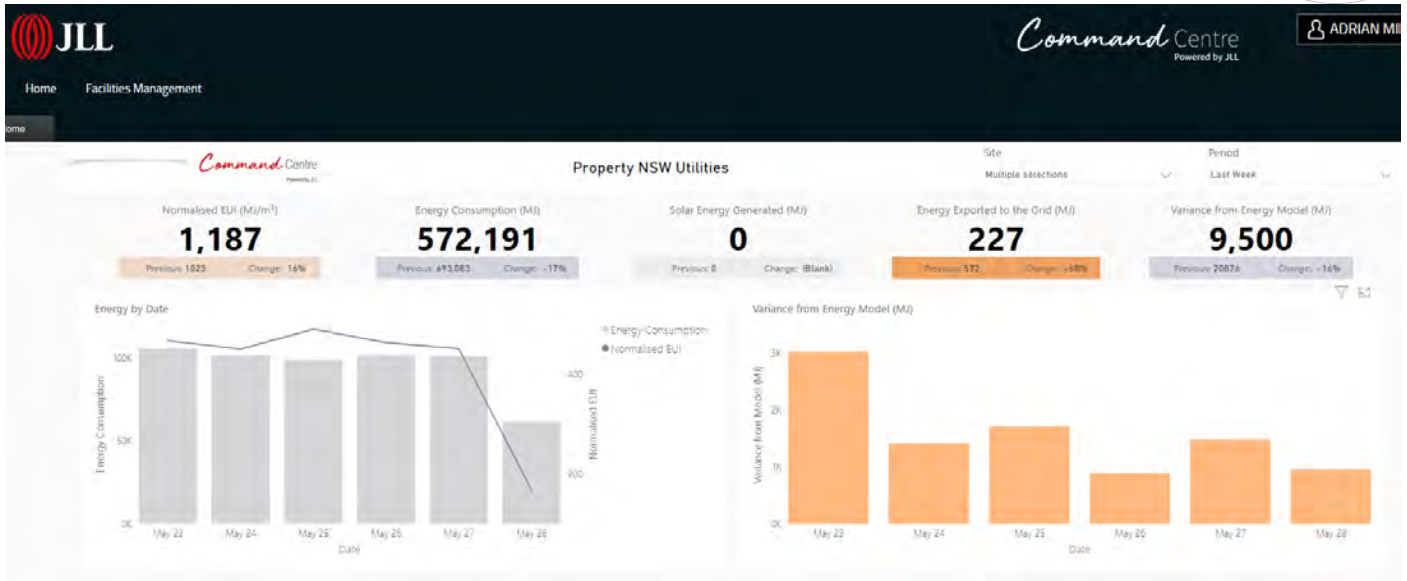 JLL
Command Centre
Powered by JLL
ADRIAN MI
Home Facilities Management
ome
Command Centre
Powered by JLL
Property NSW Utilities
Site
Multiple selections
Period
Last Week
Normalised EUI (MJ/m²)
1,187
Previous: 1023 Change: 16%
Energy Consumption (MJ)
572,191
Previous: 693,083 Change: -17%
Solar Energy Generated (MJ)
0
Previous: 0 Change: (Blank)
Energy Exported to the Grid (MJ)
227
Previous: 572 Change: -60%
Variance from Energy Model (MJ)
9,500
Previous: 20876 Change: -16%
Energy by Date
Energy Consumption
Normalised EUI
100K
50K
0K
Energy Consumption
May 23 May 24 May 25 May 26 May 27 May 28
Date
Normalised EUI
Variance from Energy Model (MJ)
3K
2K
1K
0K
Variance from Model (MJ)
May 23 May 24 May 25 May 26 May 27 May 28
Date